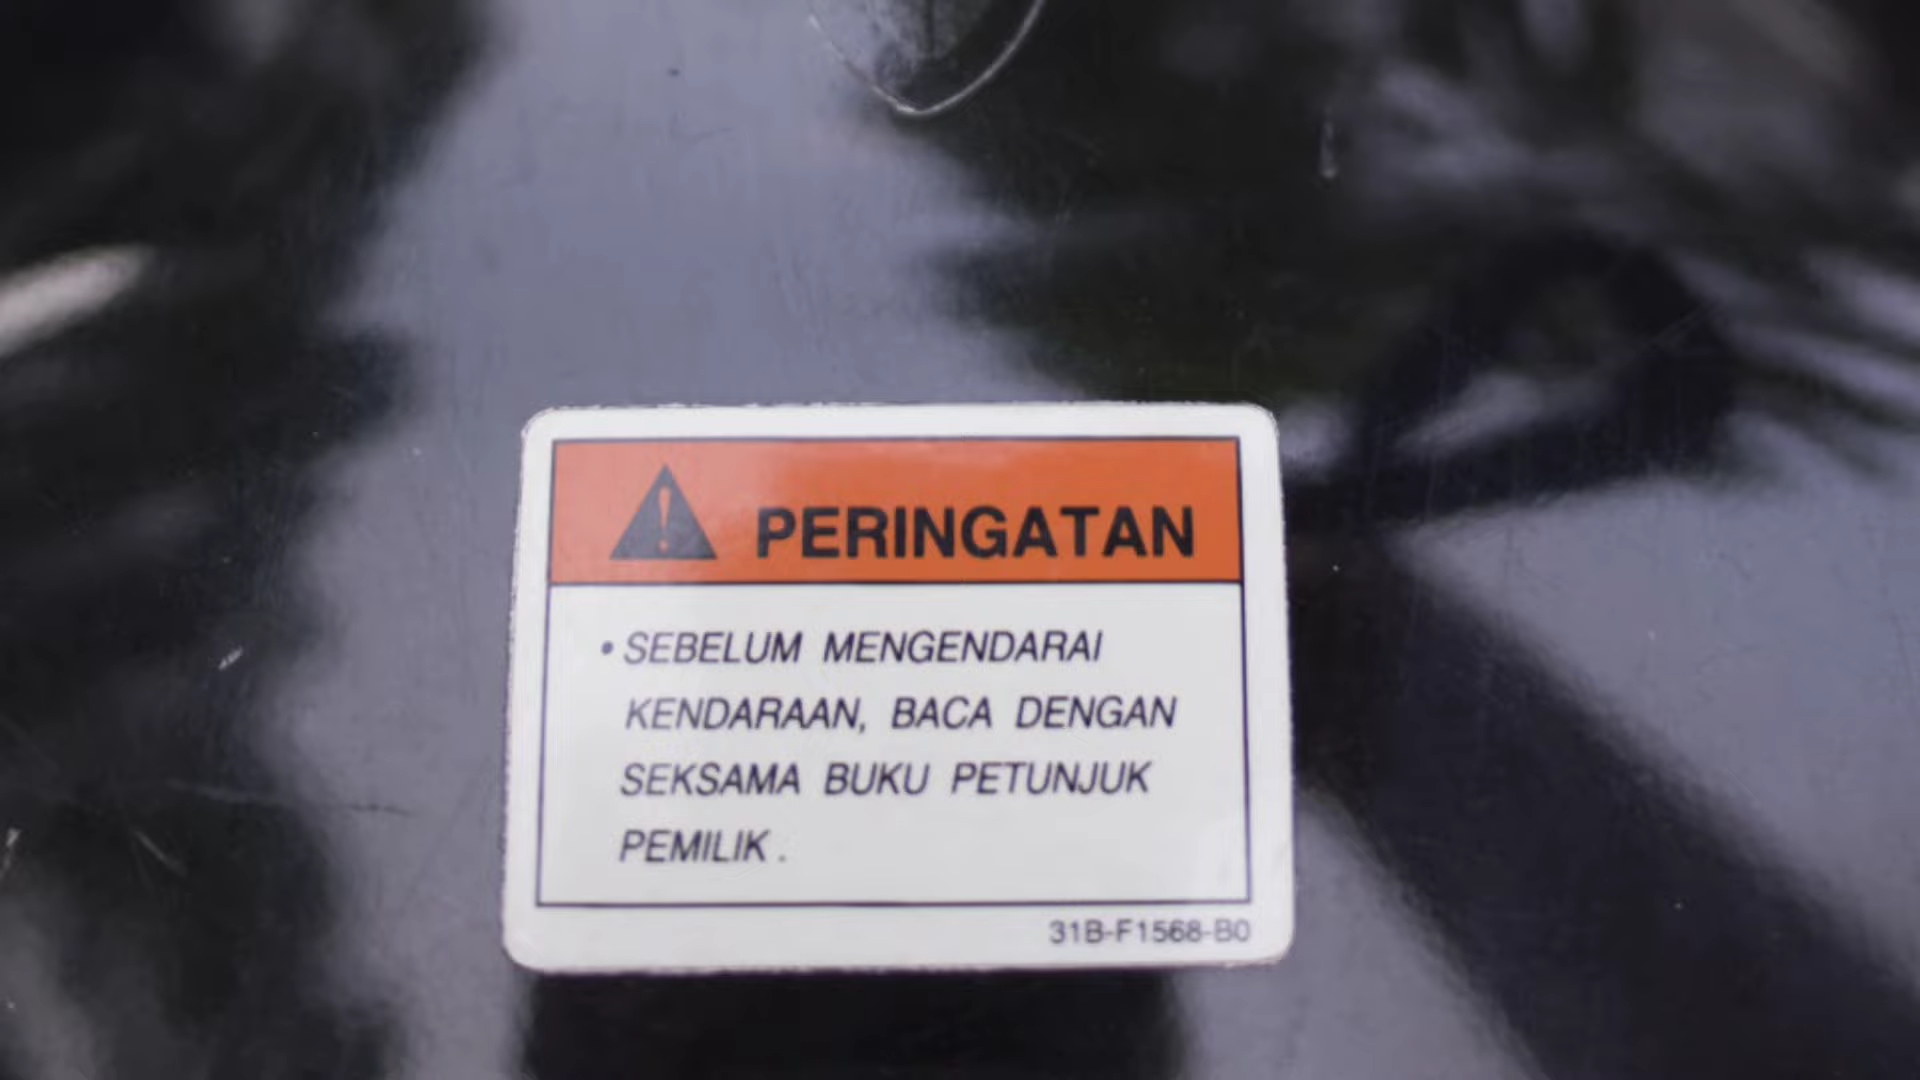 PERINGATAN
• SEBELUM MENGENDARAI
KENDARAAN, BACA DENGAN
SEKSAMA BUKU PETUNJUK
PEMILIK .
31B-F1568-B0